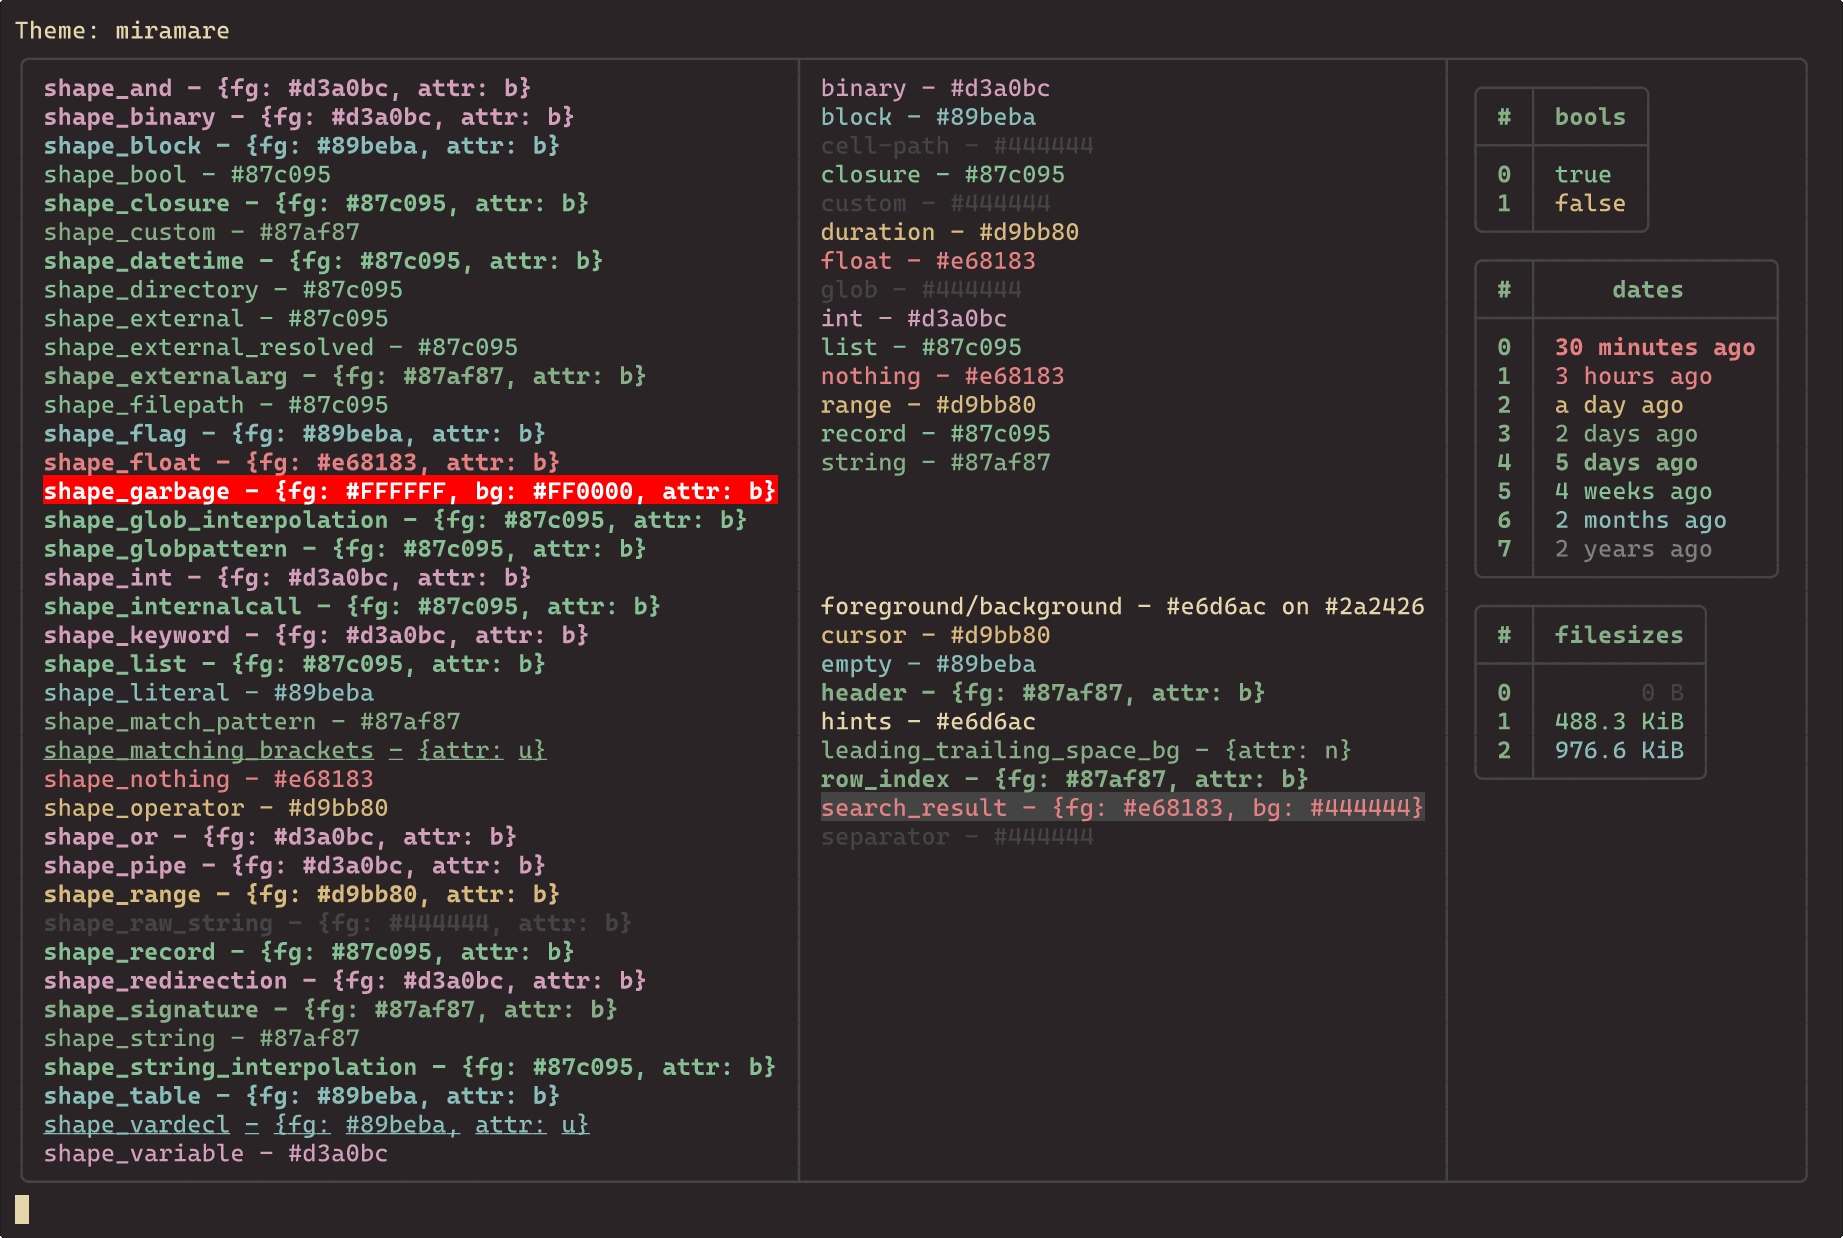 Theme: miramare
shape_and - {fg: #d3a0bc, attr: b}
shape_binary - {fg: #d3a0bc, attr: b}
shape_block - {fg: #89beba, attr: b}
shape_bool - #87c095
shape_closure - {fg: #87c095, attr: b}
shape_custom - #87af87
shape_datetime - {fg: #87c095, attr: b}
shape_directory - #87c095
shape_external - #87c095
shape_external_resolved - #87c095
shape_externalarg - {fg: #87af87, attr: b}
shape_filepath - #87c095
shape_flag - {fg: #89beba, attr: b}
shape_float - {fg: #e68183, attr: b}
shape_garbage - {fg: #FFFFFF, bg: #FF0000, attr: b}
shape_glob_interpolation - {fg: #87c095, attr: b}
shape_globpattern - {fg: #87c095, attr: b}
shape_int - {fg: #d3a0bc, attr: b}
shape_internalcall - {fg: #87c095, attr: b}
shape_keyword - {fg: #d3a0bc, attr: b}
shape_list - {fg: #87c095, attr: b}
shape_literal - #89beba
shape_match_pattern - #87af87
shape_matching_brackets - {attr: u}
shape_nothing - #e68183
shape_operator - #d9bb80
shape_or - {fg: #d3a0bc, attr: b}
shape_pipe - {fg: #d3a0bc, attr: b}
shape_range - {fg: #d9bb80, attr: b}
shape_raw_string - {fg: #444444, attr: b}
shape_record - {fg: #87c095, attr: b}
shape_redirection - {fg: #d3a0bc, attr: b}
shape_signature - {fg: #87af87, attr: b}
shape_string - #87af87
shape_string_interpolation - {fg: #87c095, attr: b}
shape_table - {fg: #89beba, attr: b}
shape_vardecl - {fg: #89beba, attr: u}
shape_variable - #d3a0bc
binary - #d3a0bc
block - #89beba
cell-path - #444444
closure - #87c095
custom - #444444
duration - #d9bb80
float - #e68183
glob - #444444
int - #d3a0bc
list - #87c095
nothing - #e68183
range - #d9bb80
record - #87c095
string - #87af87
foreground/background - #e6d6ac on #2a2426
cursor - #d9bb80
empty - #89beba
header - {fg: #87af87, attr: b}
hints - #e6d6ac
leading_trailing_space_bg - {attr: n}
row_index - {fg: #87af87, attr: b}
search_result - {fg: #e68183, bg: #444444}
separator - #444444
# bools
0 true
1 false
# dates
0 30 minutes ago
1 3 hours ago
2 a day ago
3 2 days ago
4 5 days ago
5 4 weeks ago
6 2 months ago
7 2 years ago
# filesizes
0 0 B
1 488.3 KiB
2 976.6 KiB